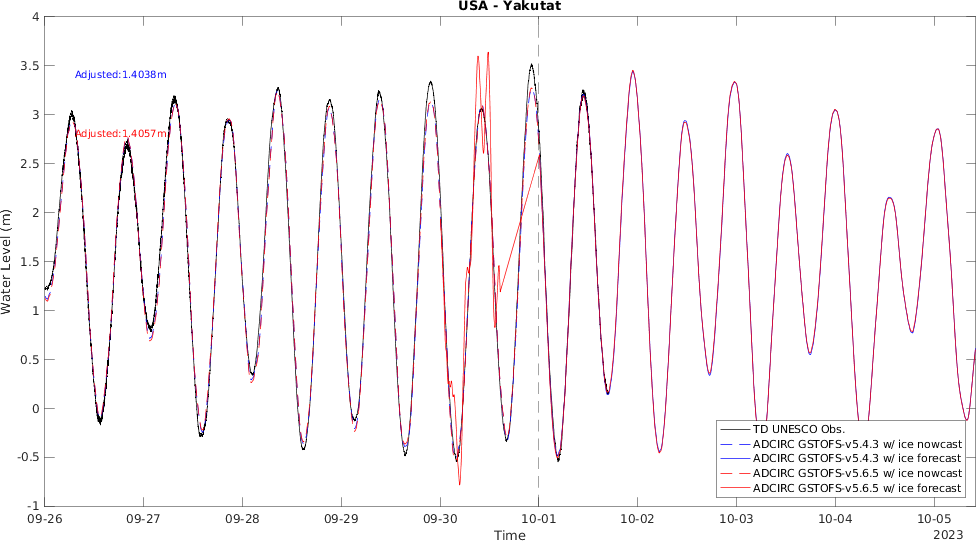 USA - Yakutat
4
3.5
3
2.5
2
1.5
1
0.5
0
-0.5
-1
Water Level (m)
Adjusted:1.4038m
Adjusted:1.4057m
TD UNESCO Obs.
ADCIRC GSTOFS-v5.4.3 w/ ice nowcast
ADCIRC GSTOFS-v5.4.3 w/ ice forecast
ADCIRC GSTOFS-v5.6.5 w/ ice nowcast
ADCIRC GSTOFS-v5.6.5 w/ ice forecast
09-26 09-27 09-28 09-29 09-30 10-01 10-02 10-03 10-04 10-05
Time
2023